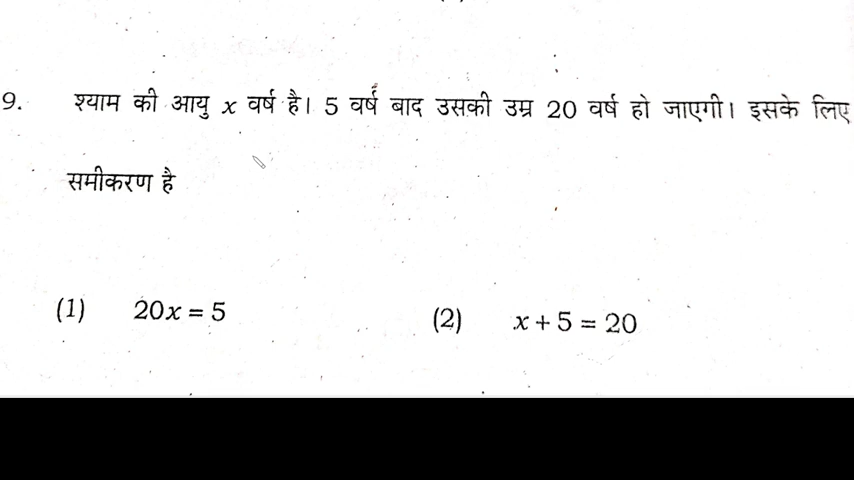 9. श्याम की आयु x वर्ष है। 5 वर्ष बाद उसकी उम्र 20 वर्ष हो जाएगी। इसके लिए
समीकरण है
(1) 20x = 5 (2) x + 5 = 20